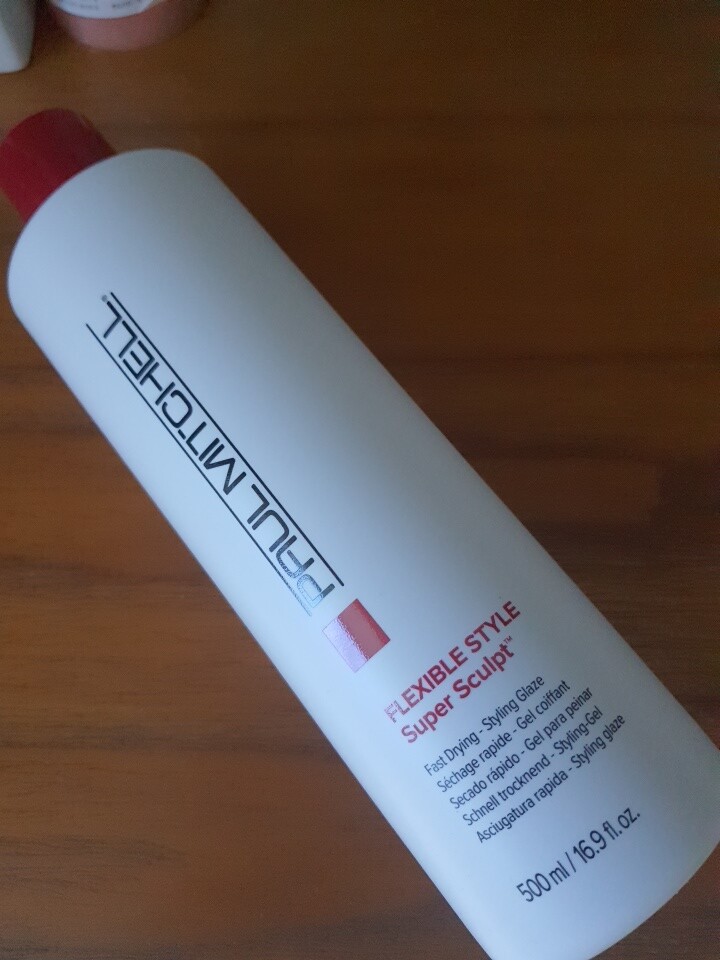 PAUL MITCHELL®
FLEXIBLE STYLE
Super Sculpt™
Fast Drying - Styling Glaze
Séchage rapide - Gel coiffant
Secado rápido - Gel para peinar
Schnell trocknend - Styling-Gel
Asciugatura rapida - Styling glaze
500 ml / 16.9 fl. oz.